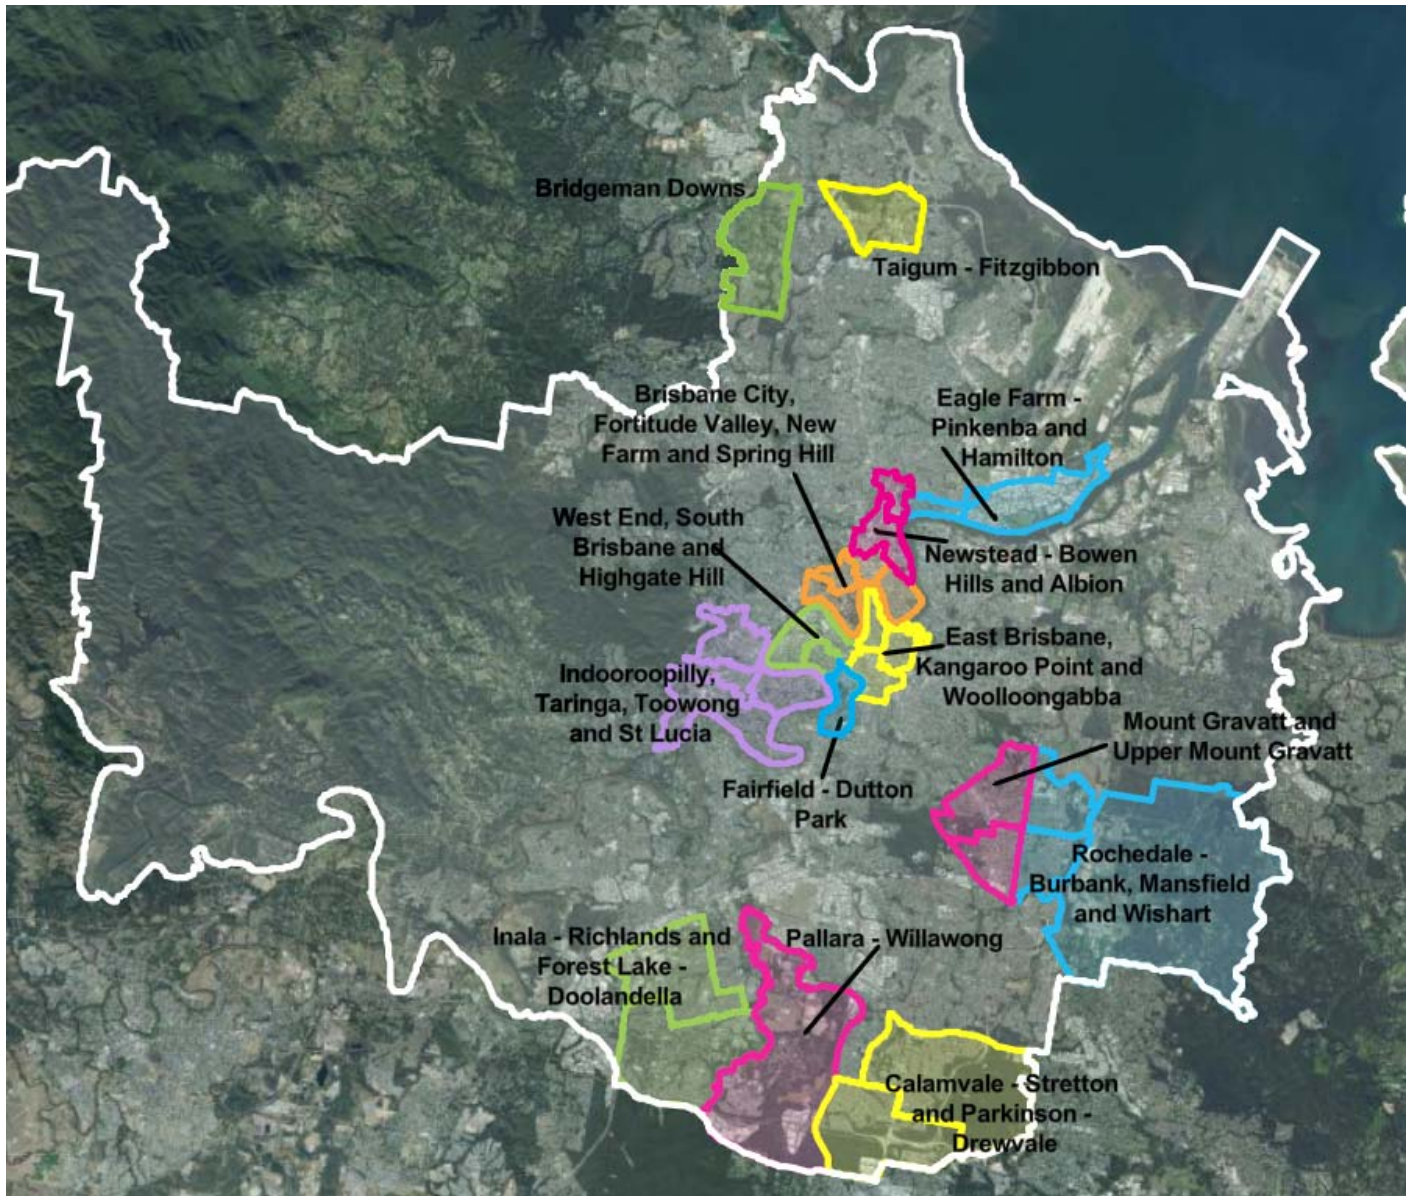 Bridgeman Downs
Taigum - Fitzgibbon
Brisbane City,
Fortitude Valley, New
Farm and Spring Hill
Eagle Farm -
Pinkenba and
Hamilton
West End, South
Brisbane and
Highgate Hill
Newstead - Bowen
Hills and Albion
East Brisbane,
Kangaroo Point and
Woolloongabba
Indooroopilly,
Taringa, Toowong
and St Lucia
Mount Gravatt and
Upper Mount Gravatt
Fairfield - Dutton
Park
Rochedale -
Burbank, Mansfield
and Wishart
Inala - Richlands and
Forest Lake -
Doolandella
Pallara - Willawong
Calamvale - Stretton
and Parkinson -
Drewvale